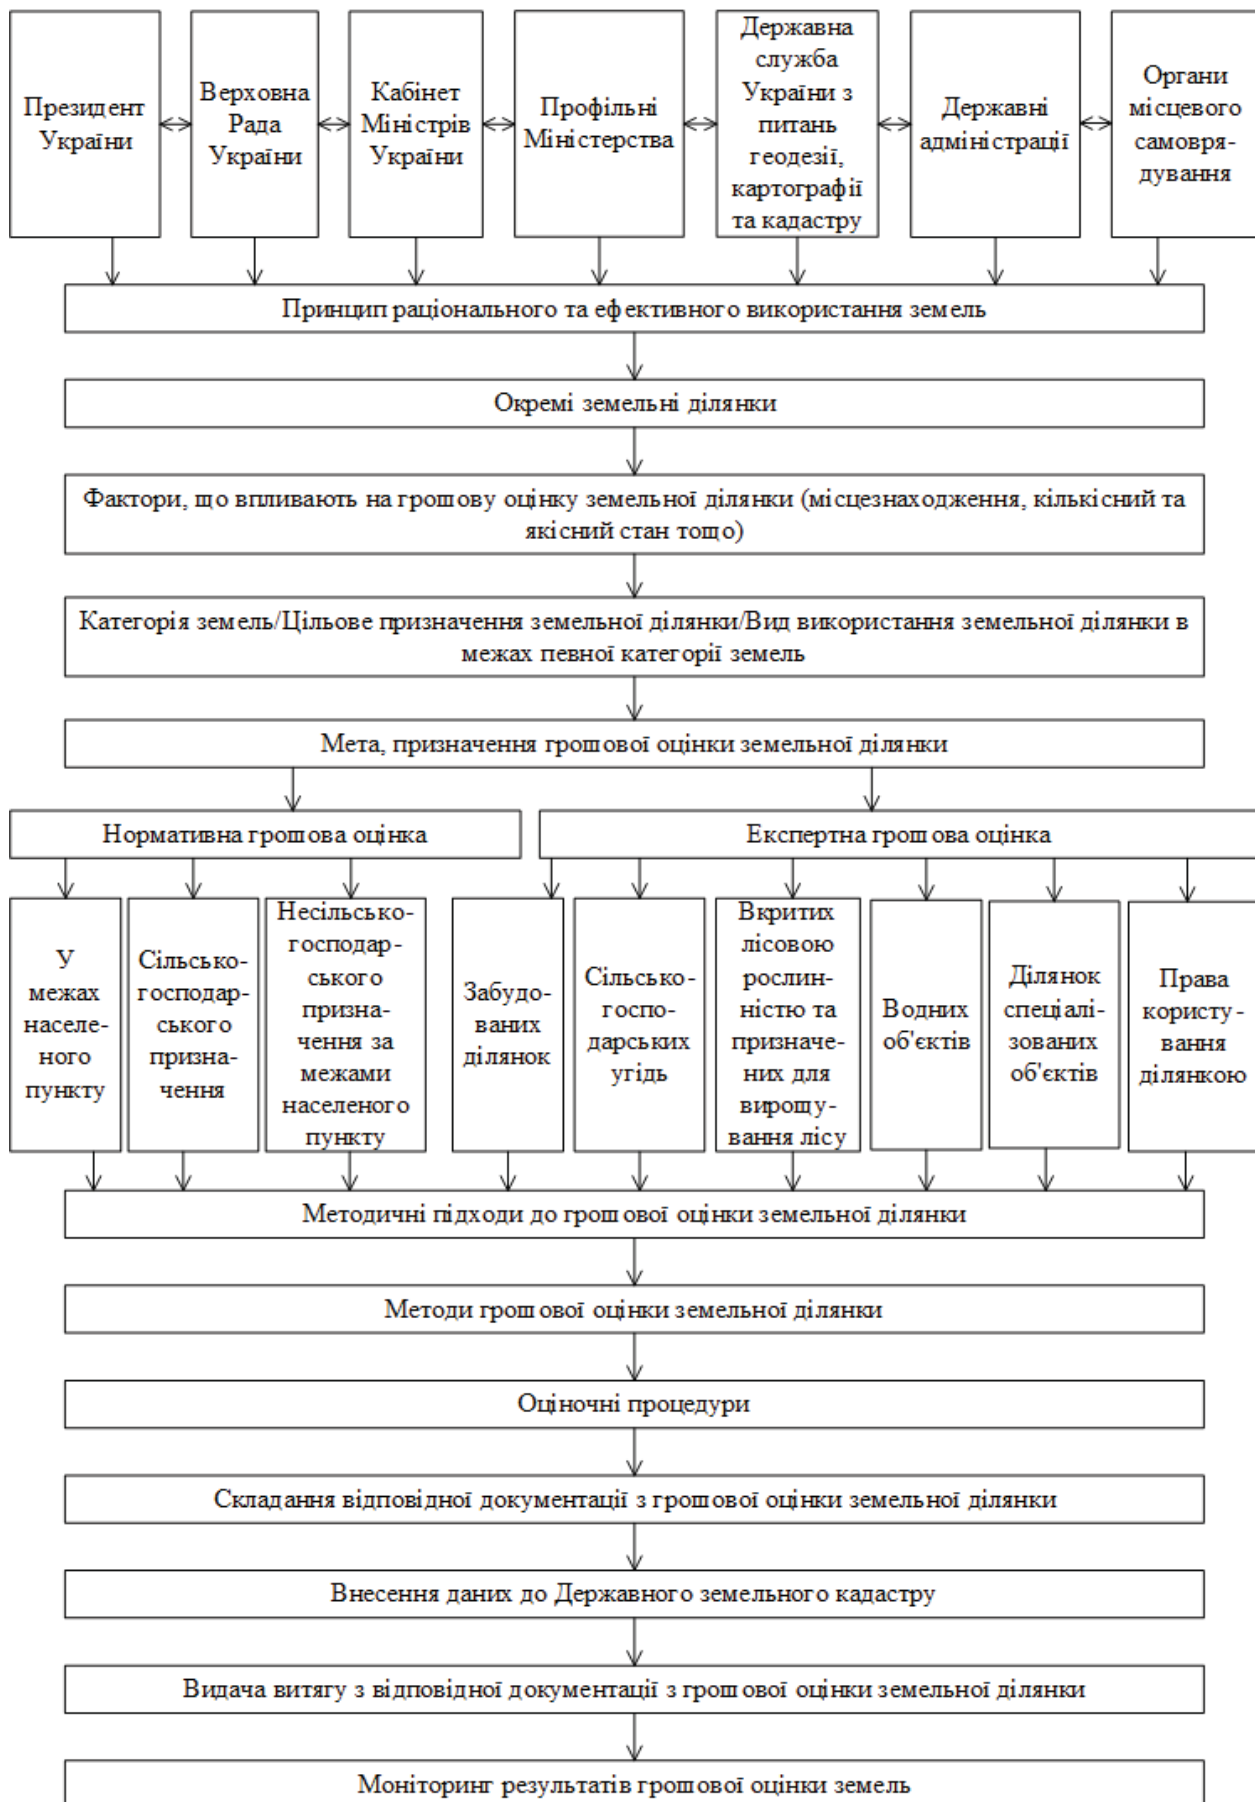 Президент
України
Верховна
Рада
України
Кабінет
Міністрів
України
Профільні
Міністерства
Державна
служба
України з
питань
геодезії,
картографії
та кадастру
Державні
адміністрації
Органи
місцевого
самовря-
дування
Принцип раціонального та ефективного використання земель
Окремі земельні ділянки
Фактори, що впливають на грошову оцінку земельної ділянки (місцезнаходження, кількісний та
якісний стан тощо)
Категорія земель/Цільове призначення земельної ділянки/Вид використання земельної ділянки в
межах певної категорії земель
Мета, призначення грошової оцінки земельної ділянки
Нормативна грошова оцінка
Експертна грошова оцінка
У
межах
населе-
ного
пункту
Сільсько-
господар-
ського
призна-
чення
Несільсько-
господар-
ського
призна-
чення за
межами
населеного
пункту
Забудо-
ваних
ділянок
Сільсько-
госпо-
дарських
угідь
Вкритих
лісовою
рослин-
ністю та
призначе-
них для
вирощу-
вання лісу
Водних
об'єктів
Ділянок
спеціалі-
зованих
об'єктів
Права
користу-
вання
ділянкою
Методичні підходи до грошової оцінки земельної ділянки
Методи грошової оцінки земельної ділянки
Оціночні процедури
Складання відповідної документації з грошової оцінки земельної ділянки
Внесення даних до Державного земельного кадастру
Видача витягу з відповідної документації з грошової оцінки земельної ділянки
Моніторинг результатів грошової оцінки земель